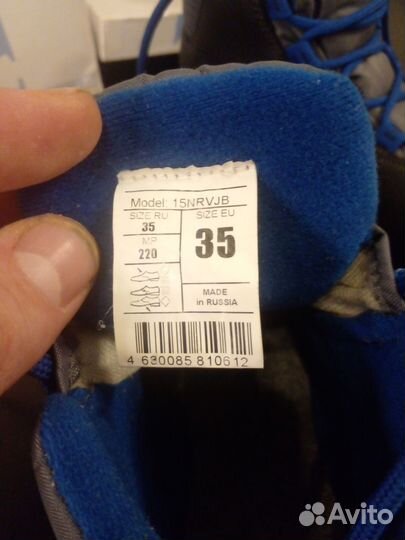 Model: 15NRVJB
SIZE RU
35
MP
220
SIZE EU
35
MADE
in RUSSIA
4 630085 810612
Avito